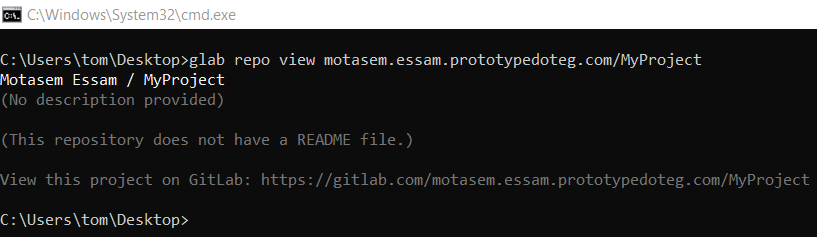 C:\Windows\System32\cmd.exe
C:\Users\tom\Desktop>glab repo view motasem.essam.prototypedoteg.com/MyProject
Motasem Essam / MyProject
(No description provided)
(This repository does not have a README file.)
View this project on GitLab: https://gitlab.com/motasem.essam.prototypedoteg.com/MyProject
C:\Users\tom\Desktop>